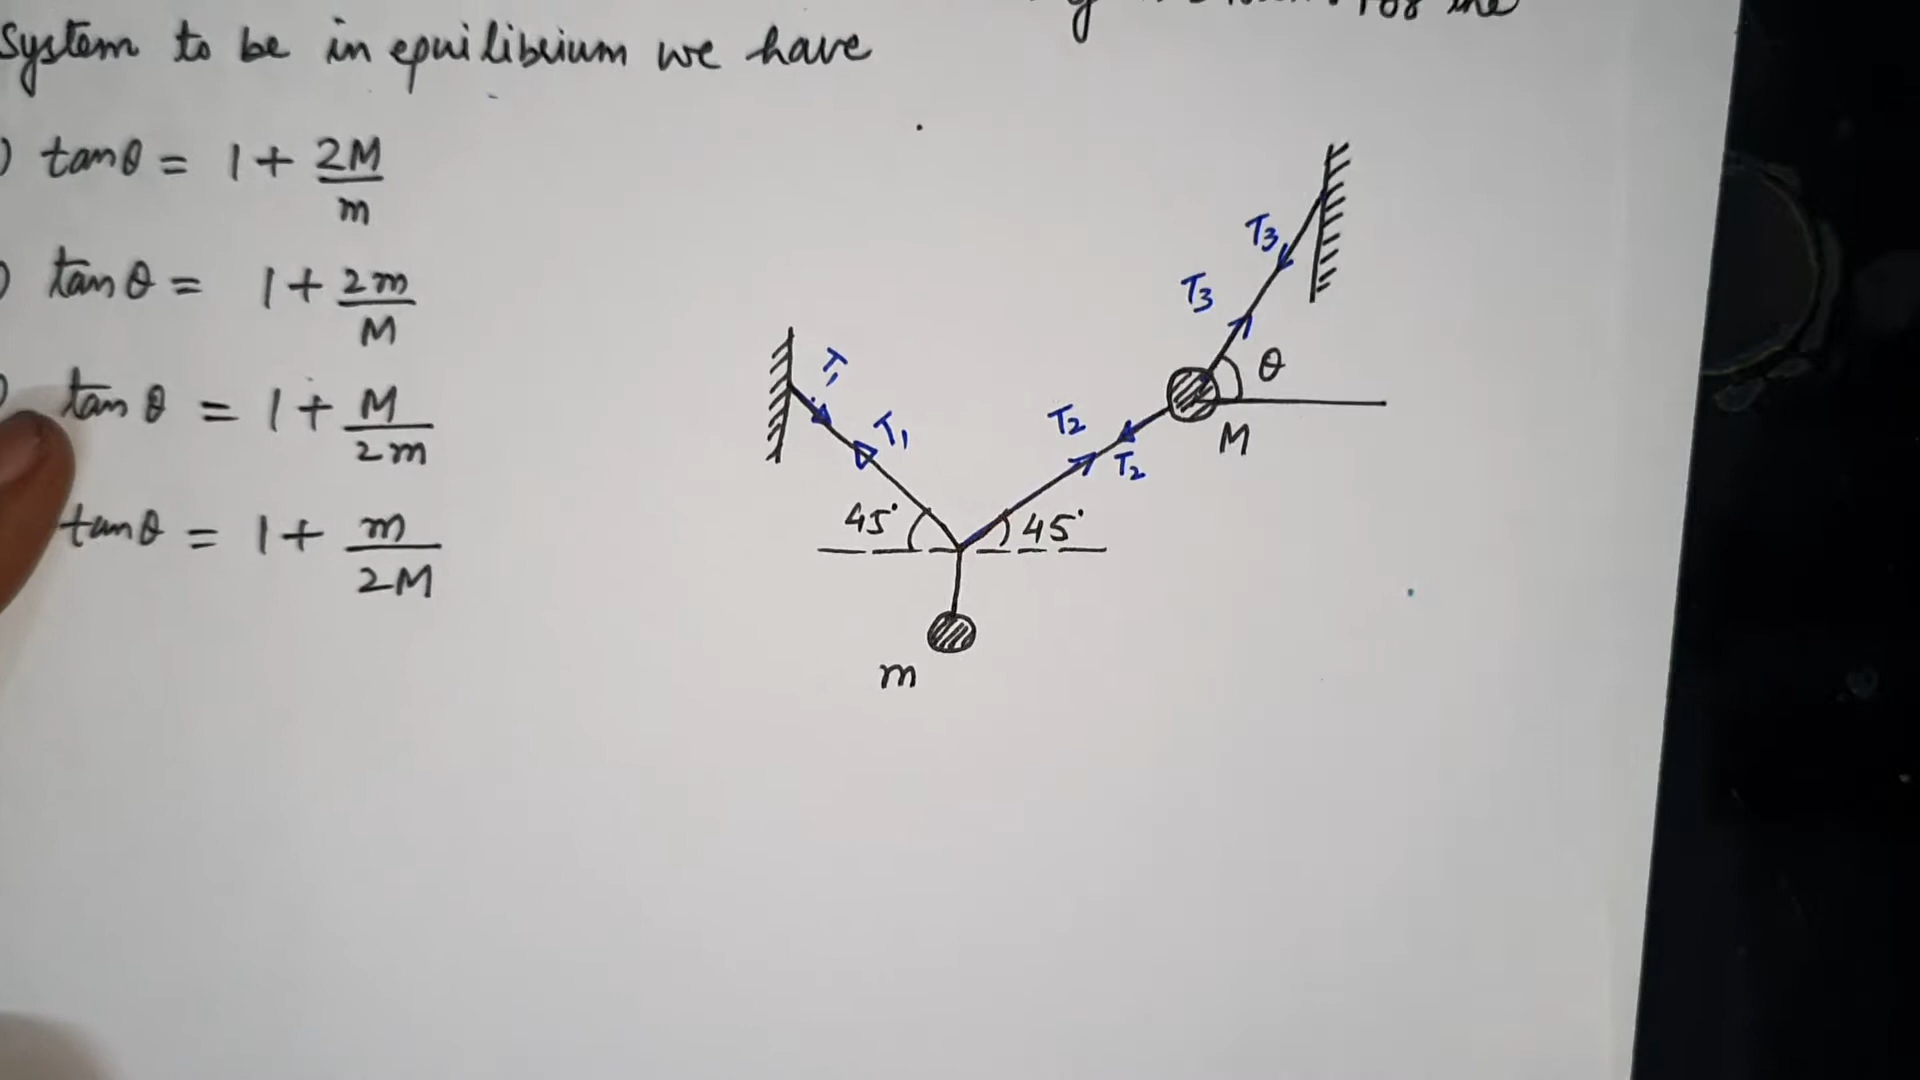 System to be in equilibrium we have
) tanθ = 1 + 2M/m
) tanθ = 1 + 2m/M
) tanθ = 1 + M/2m
tanθ = 1 + m/2M
T3
T3
θ
T1
T1
T2
T2
M
45°
45°
m